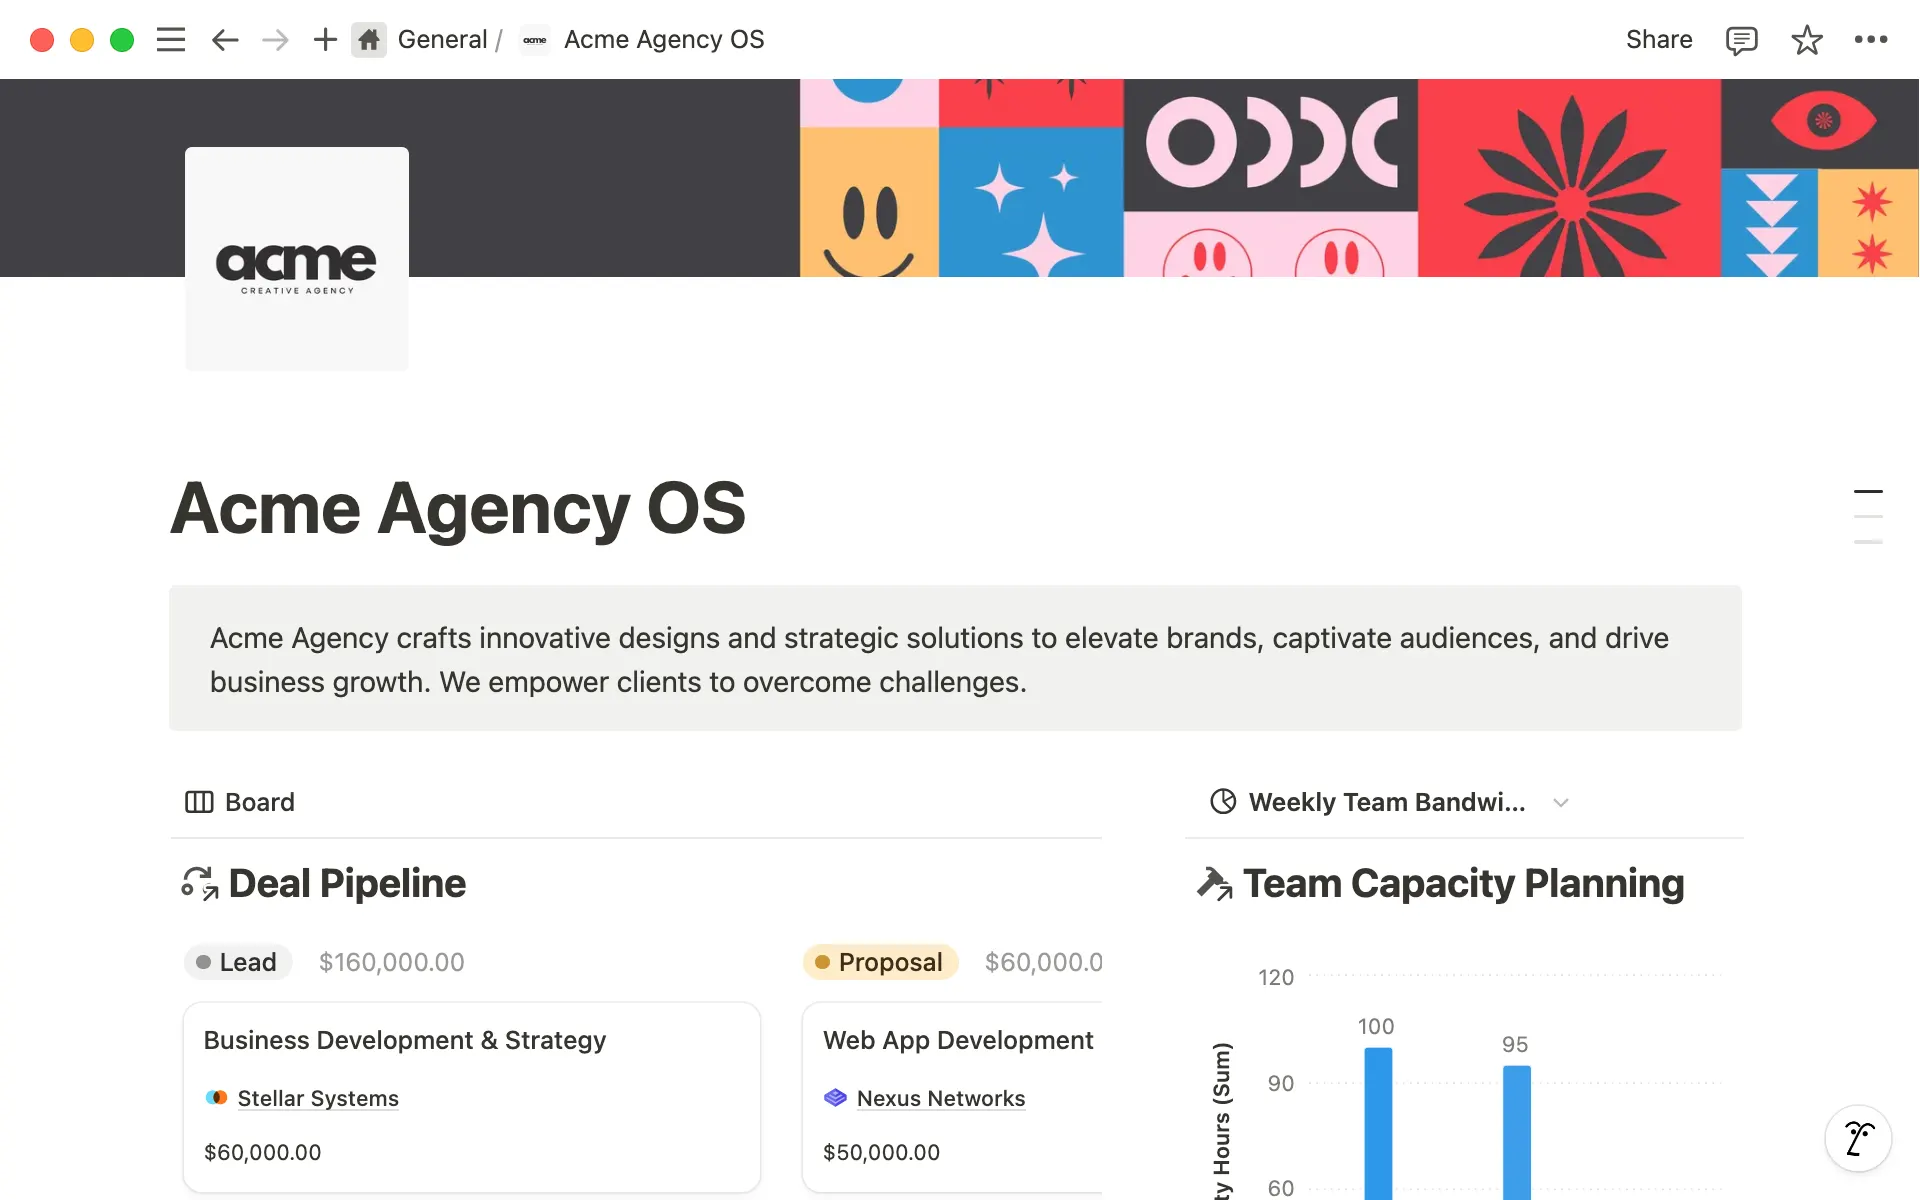 General / acme Acme Agency OS
Share
acme
CREATIVE AGENCY
Acme Agency OS
Acme Agency crafts innovative designs and strategic solutions to elevate brands, captivate audiences, and drive
business growth. We empower clients to overcome challenges.
Board
Deal Pipeline
Lead $160,000.00
Business Development & Strategy
Stellar Systems
$60,000.00
Proposal $60,000.0
Web App Development
Nexus Networks
$50,000.00
Weekly Team Bandwi...
Team Capacity Planning
120
100
95
90
60
ty Hours (Sum)